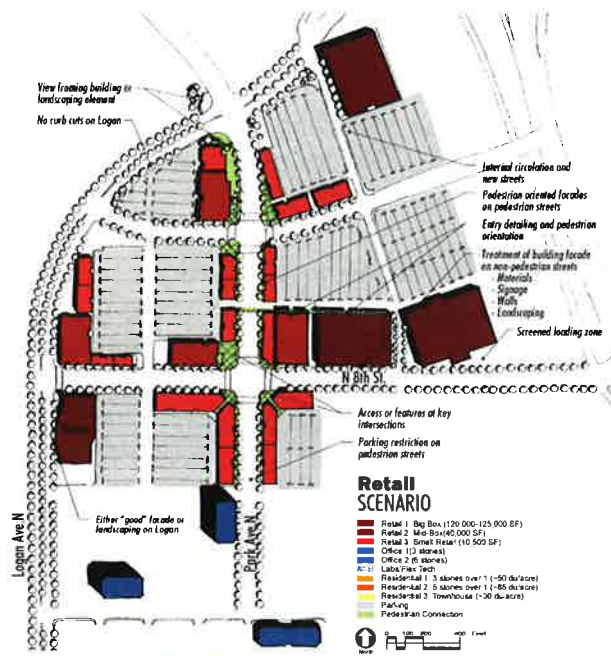 View framing building or
landscaping element
No curb cuts on Logan
Internal circulation and
new streets
Pedestrian oriented facades
on pedestrian streets
Entry detailing and pedestrian
orientation
Treatment of building facade
on non-pedestrian streets
- Materials
- Signage
- Walls
- Landscaping
Screened loading zone
N 8th St.
Access or features at key
intersections
Parking restriction on
pedestrian streets
Either "good" facade or
landscaping on Logan
Logan Ave. N
Park Ave. N
Retail
SCENARIO
Retail 1 Big Box (120,000-125,000 SF)
Retail 2 Mid-Box (40,000 SF)
Retail 3 Small Retail (10,500 SF)
Office 1 (3 stories)
Office 2 (6 stories)
Labs/Flex Tech
Residential 1 3 stories over 1 (~50 du/acre)
Residential 2 5 stories over 1 (~85 du/acre)
Residential 3 Townhouse (~30 du/acre)
Parking
Pedestrian Connection
North
0 100 200 400 Feet